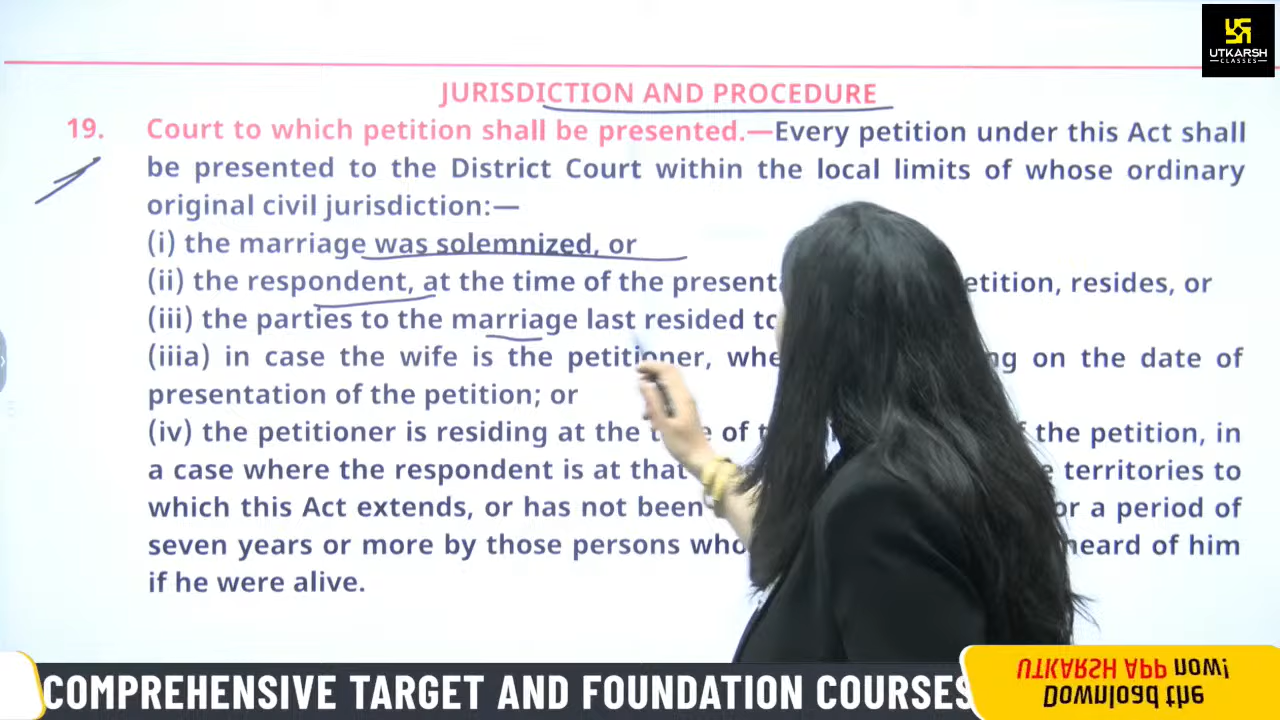 UTKARSH
CLASSES
JURISDICTION AND PROCEDURE
19. Court to which petition shall be presented.—Every petition under this Act shall
be presented to the District Court within the local limits of whose ordinary
original civil jurisdiction:—
(i) the marriage was solemnized, or
(ii) the respondent, at the time of the etition, resides, or
(iii) the parties to the marriage last resided
(iiia) in case the wife is the petitioner, on the date of
presentation of the petition; or
(iv) the petitioner is residing at the of the petition, in
a case where the respondent is at that territories to
which this Act extends, or has not been or a period of
seven years or more by those persons heard of him
if he were alive.
COMPREHENSIVE TARGET AND FOUNDATION COURSES
Download the
UTKARSH APP now!